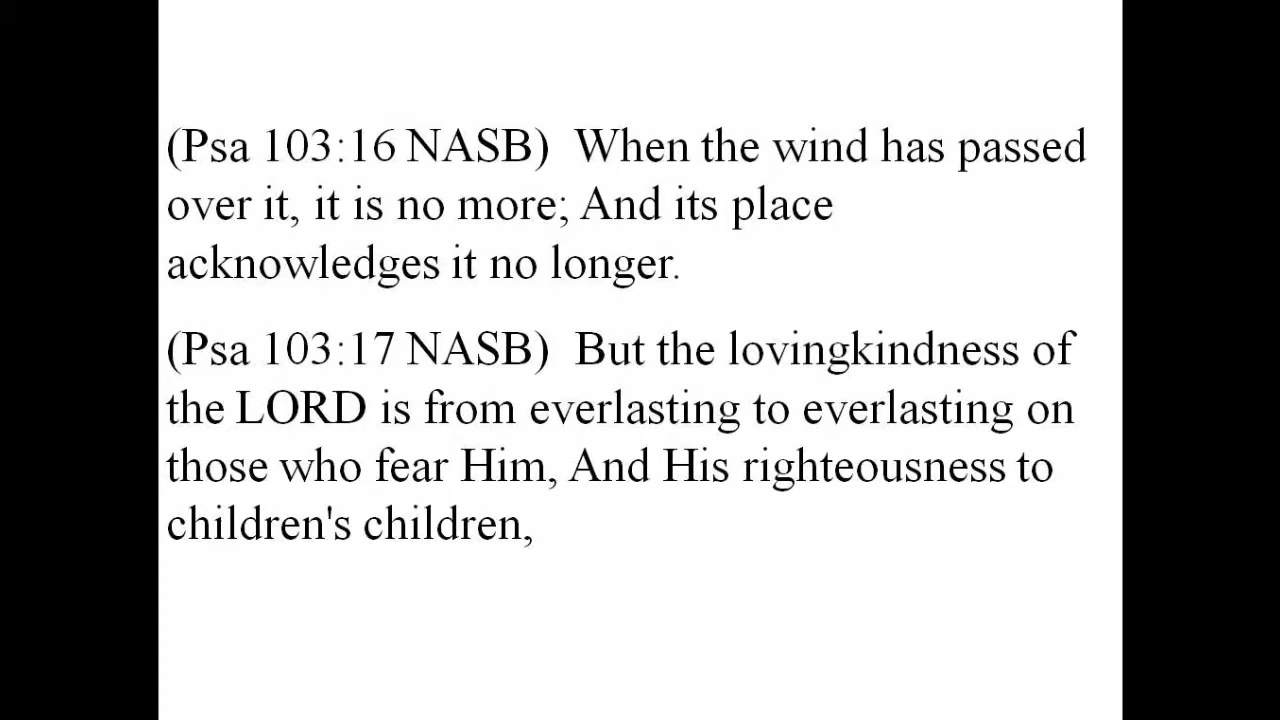 (Psa 103:16 NASB)  When the wind has passed
over it, it is no more; And its place
acknowledges it no longer.
(Psa 103:17 NASB)  But the lovingkindness of
the LORD is from everlasting to everlasting on
those who fear Him, And His righteousness to
children's children,